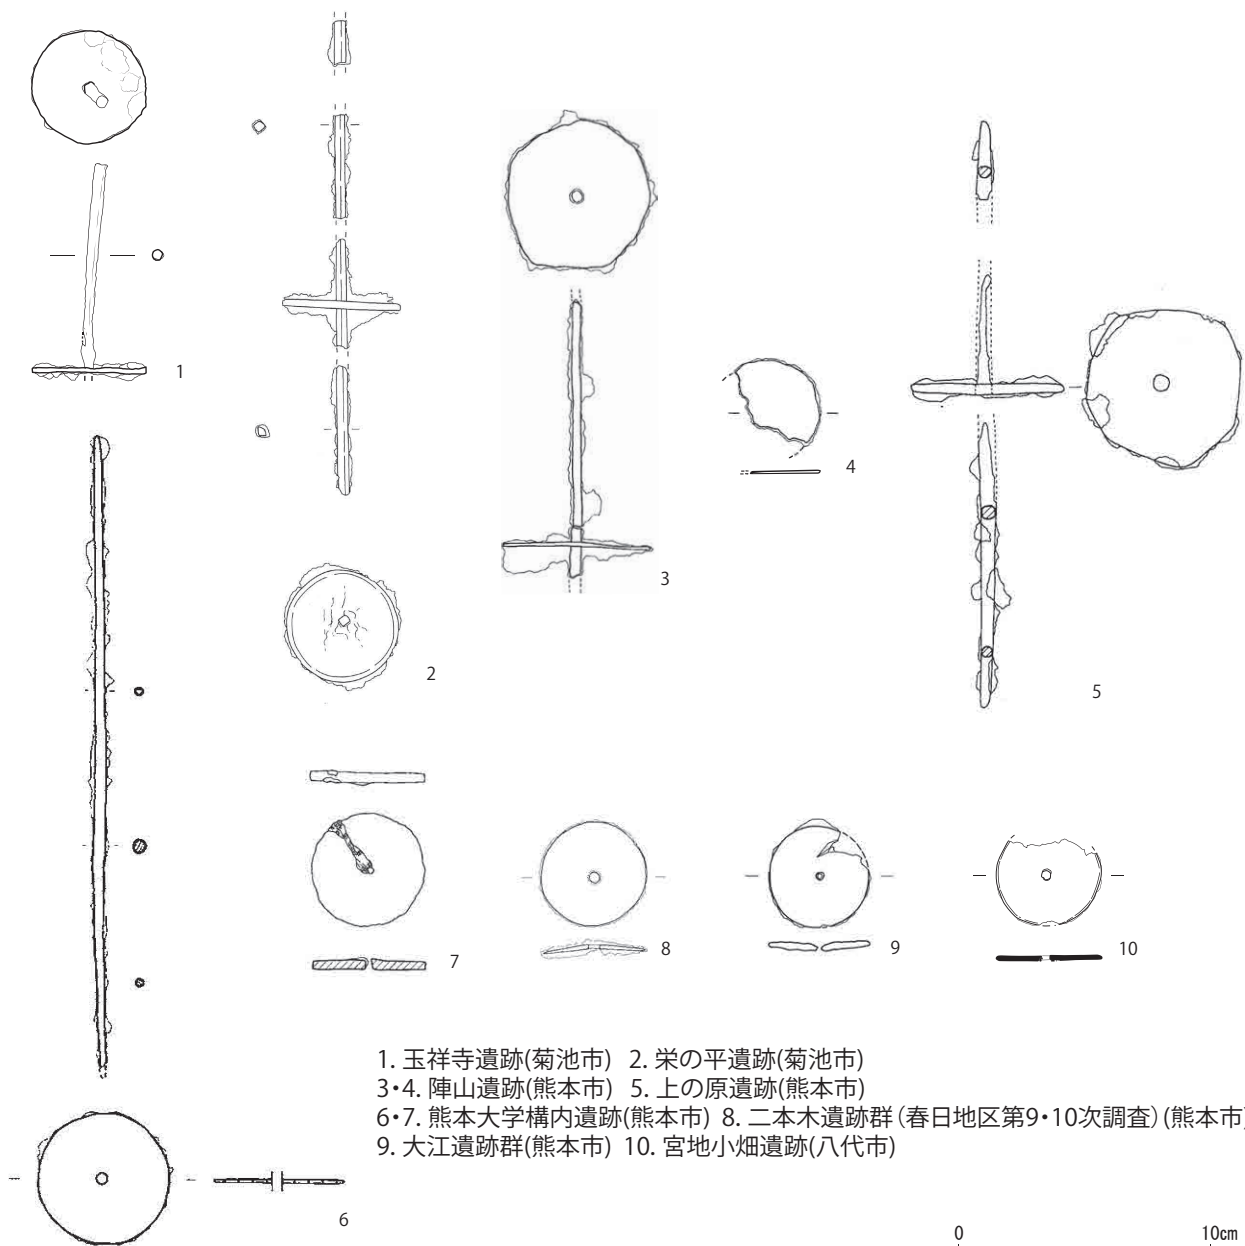 1
2
3
4
5
6
7
8
9
10
1. 玉祥寺遺跡(菊池市) 2. 栄の平遺跡(菊池市)
3・4. 陣山遺跡(熊本市) 5. 上の原遺跡(熊本市)
6・7. 熊本大学構内遺跡(熊本市) 8. 二本木遺跡群(春日地区第9・10次調査)(熊本市)
9. 大江遺跡群(熊本市) 10. 宮地小畑遺跡(八代市)
0 10cm